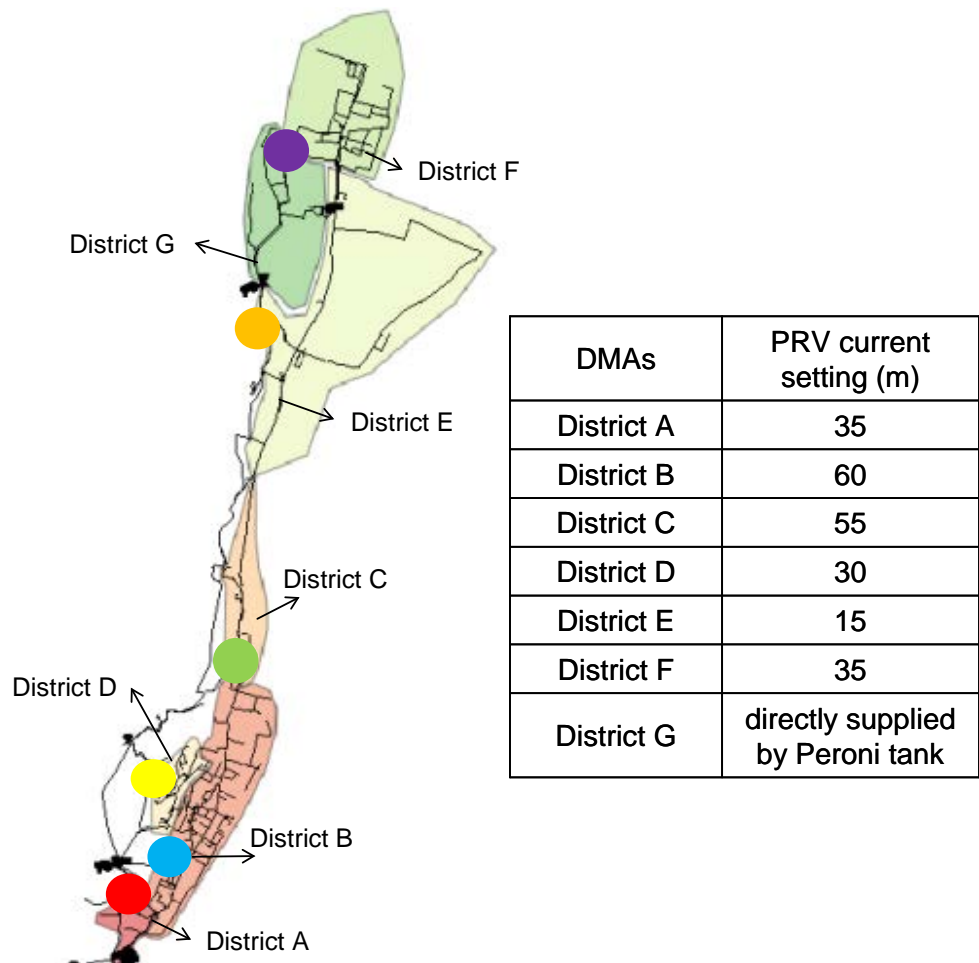 District F
District G
District E
District C
District D
District B
District A
DMAs
PRV current
setting (m)
District A
35
District B
60
District C
55
District D
30
District E
15
District F
35
District G
directly supplied
by Peroni tank